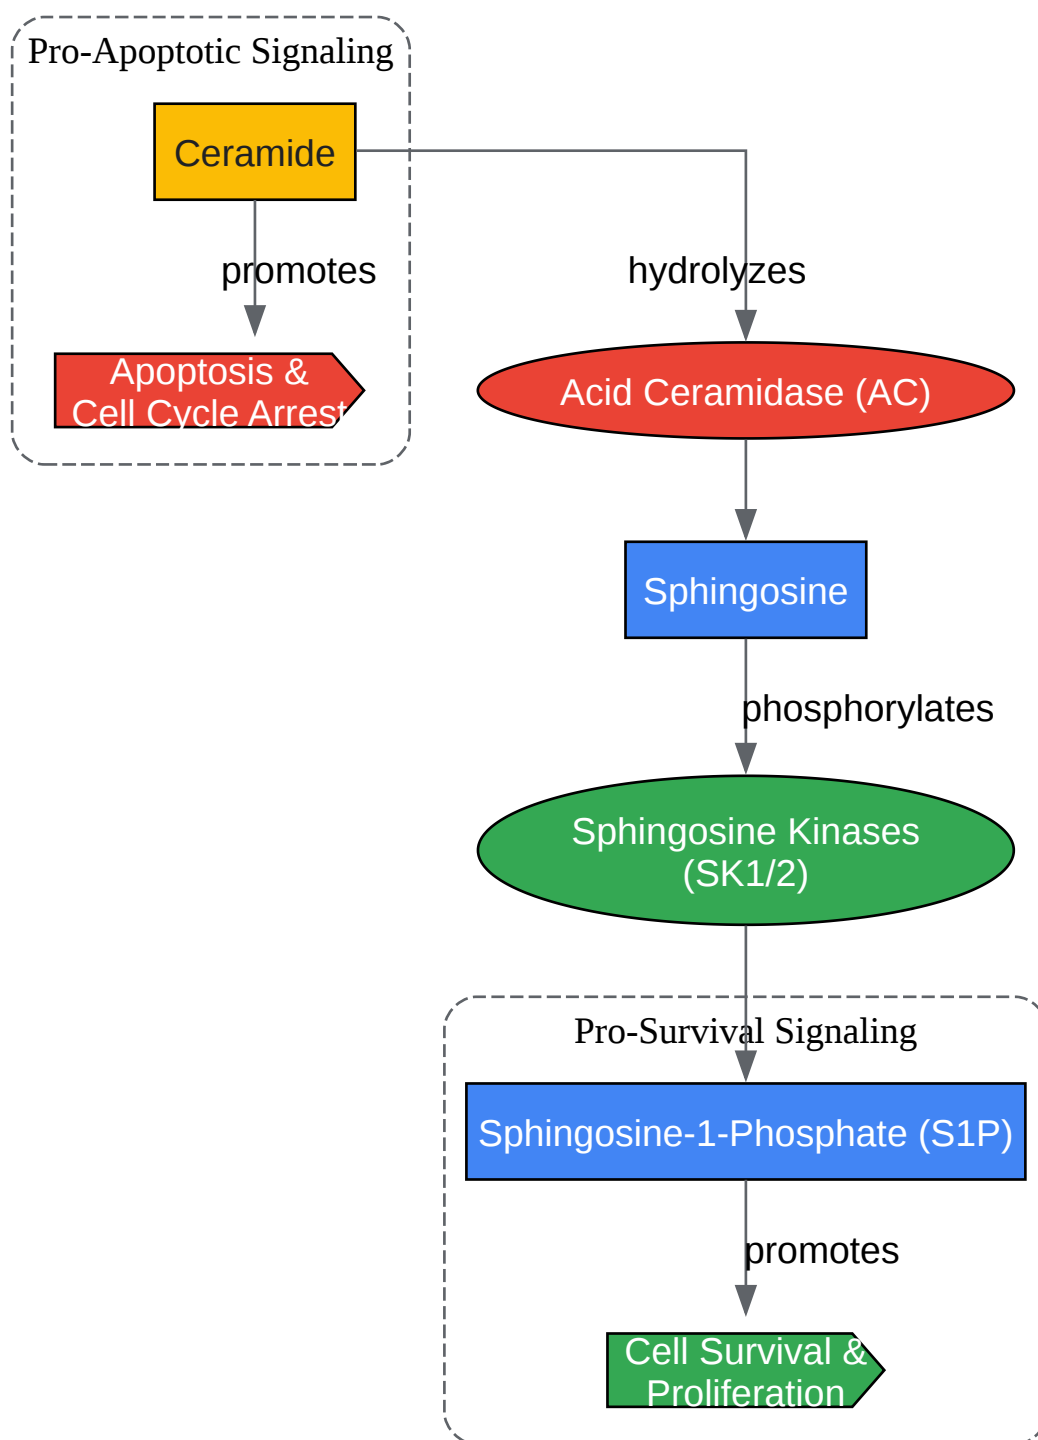 Pro-Apoptotic Signaling
Ceramide
promotes
hydrolyzes
Apoptosis &
Cell Cycle Arrest
Acid Ceramidase (AC)
Sphingosine
phosphorylates
Sphingosine Kinases
(SK1/2)
Pro-Survival Signaling
Sphingosine-1-Phosphate (S1P)
promotes
Cell Survival &
Proliferation